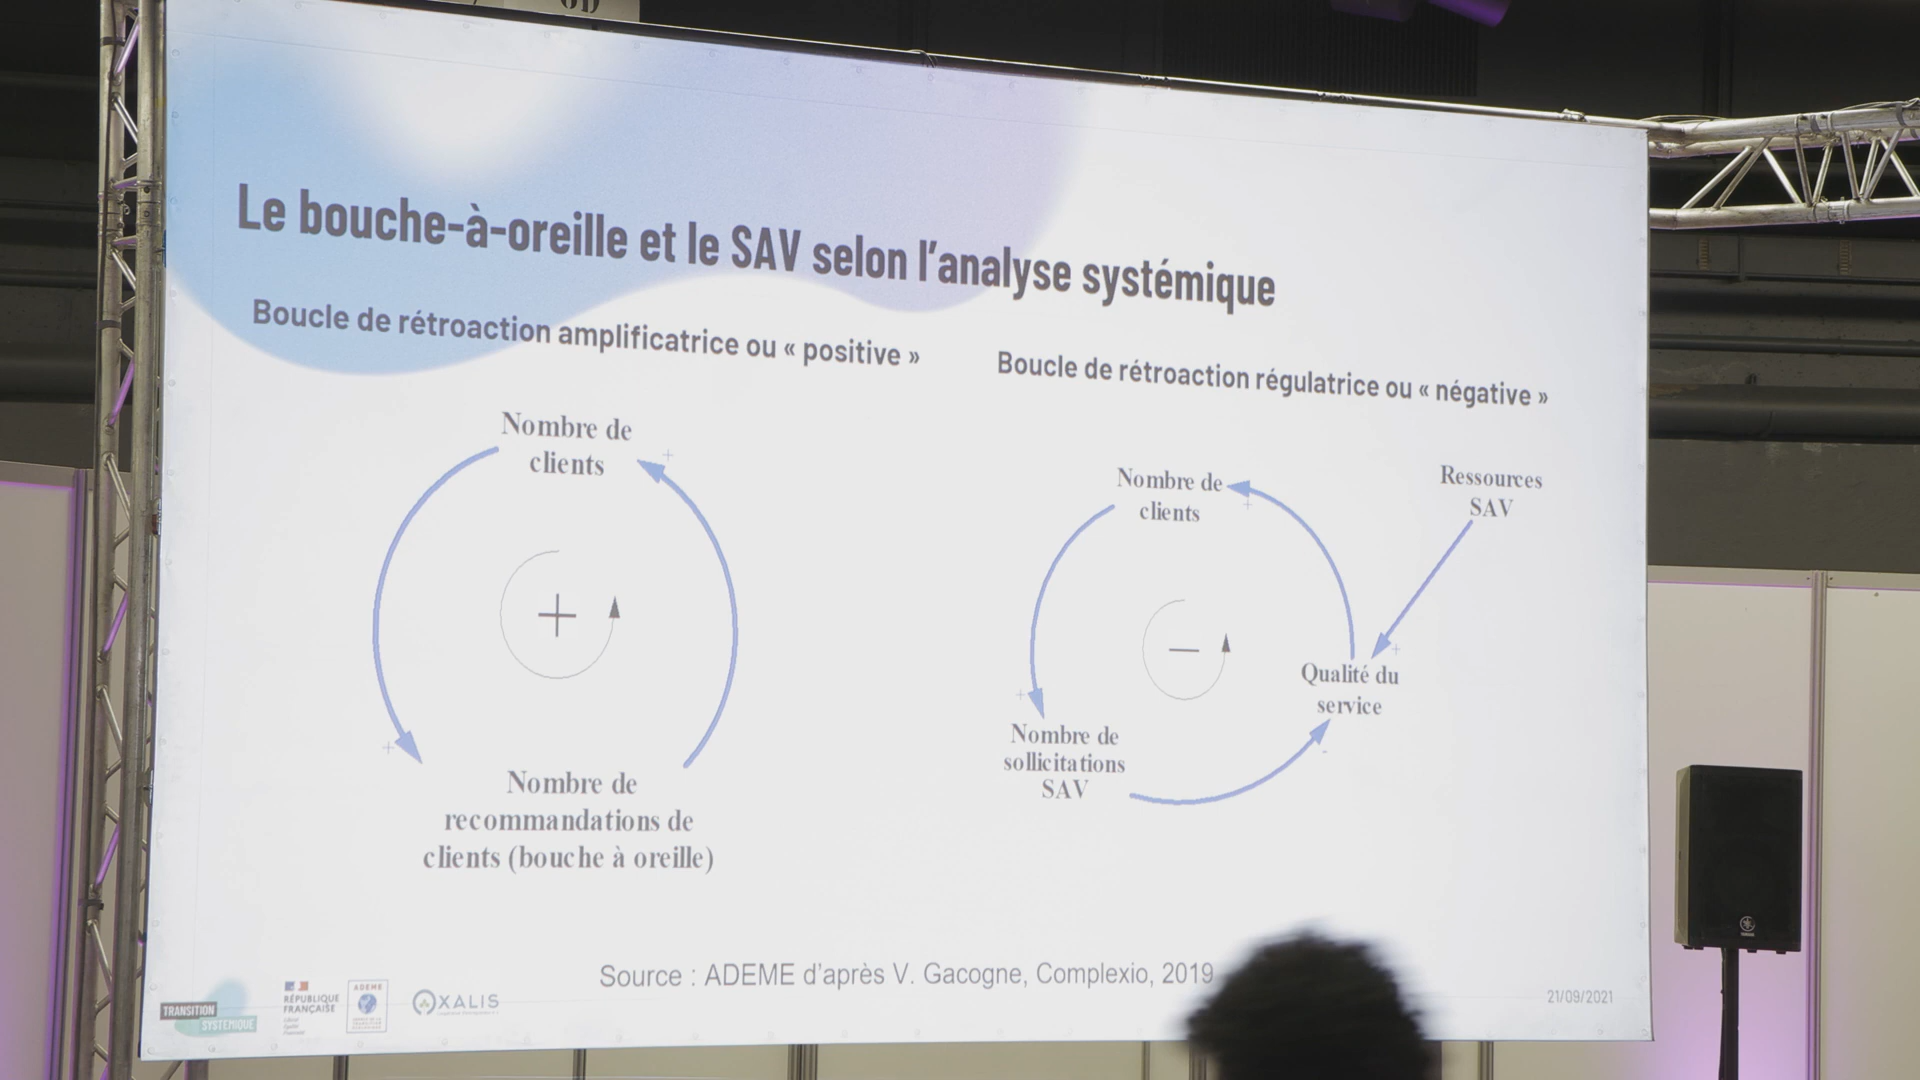 Le bouche-à-oreille et le SAV selon l'analyse systémique
Boucle de rétroaction amplificatrice ou « positive »
Nombre de
clients
+
+
+
Nombre de
recommandations de
clients (bouche à oreille)
Boucle de rétroaction régulatrice ou « négative »
Nombre de
clients
+
Ressources
SAV
+
−
Qualité du
service
+
-
Nombre de
sollicitations
SAV
Source : ADEME d'après V. Gacogne, Complexio, 2019
21/09/2021
TRANSITION
SYSTEMIQUE
RÉPUBLIQUE
FRANÇAISE
ADEME
OXALIS